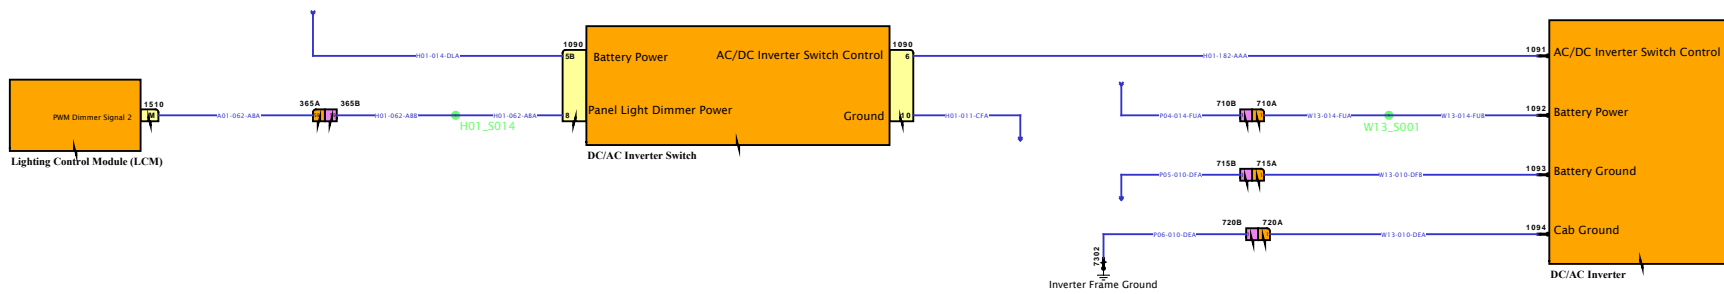 1090
5B
Battery Power
AC/DC Inverter Switch Control
1090
6
H01-014-DLA
H01-182-AAA
1091
AC/DC Inverter Switch Control
1510
PWM Dimmer Signal 2
M
A01-062-ABA
365A
365B
H01-062-ABB
H01_S014
H01-062-ABA
8
Panel Light Dimmer Power
Ground
10
H01-011-CFA
P04-014-FUA
710B
710A
W13-014-FUA
W13_S001
W13-014-FUB
1092
Battery Power
Lighting Control Module (LCM)
DC/AC Inverter Switch
P05-010-DFA
715B
715A
W13-010-DFB
1093
Battery Ground
P06-010-DEA
720B
720A
W13-010-DEA
1094
Cab Ground
7302
Inverter Frame Ground
DC/AC Inverter